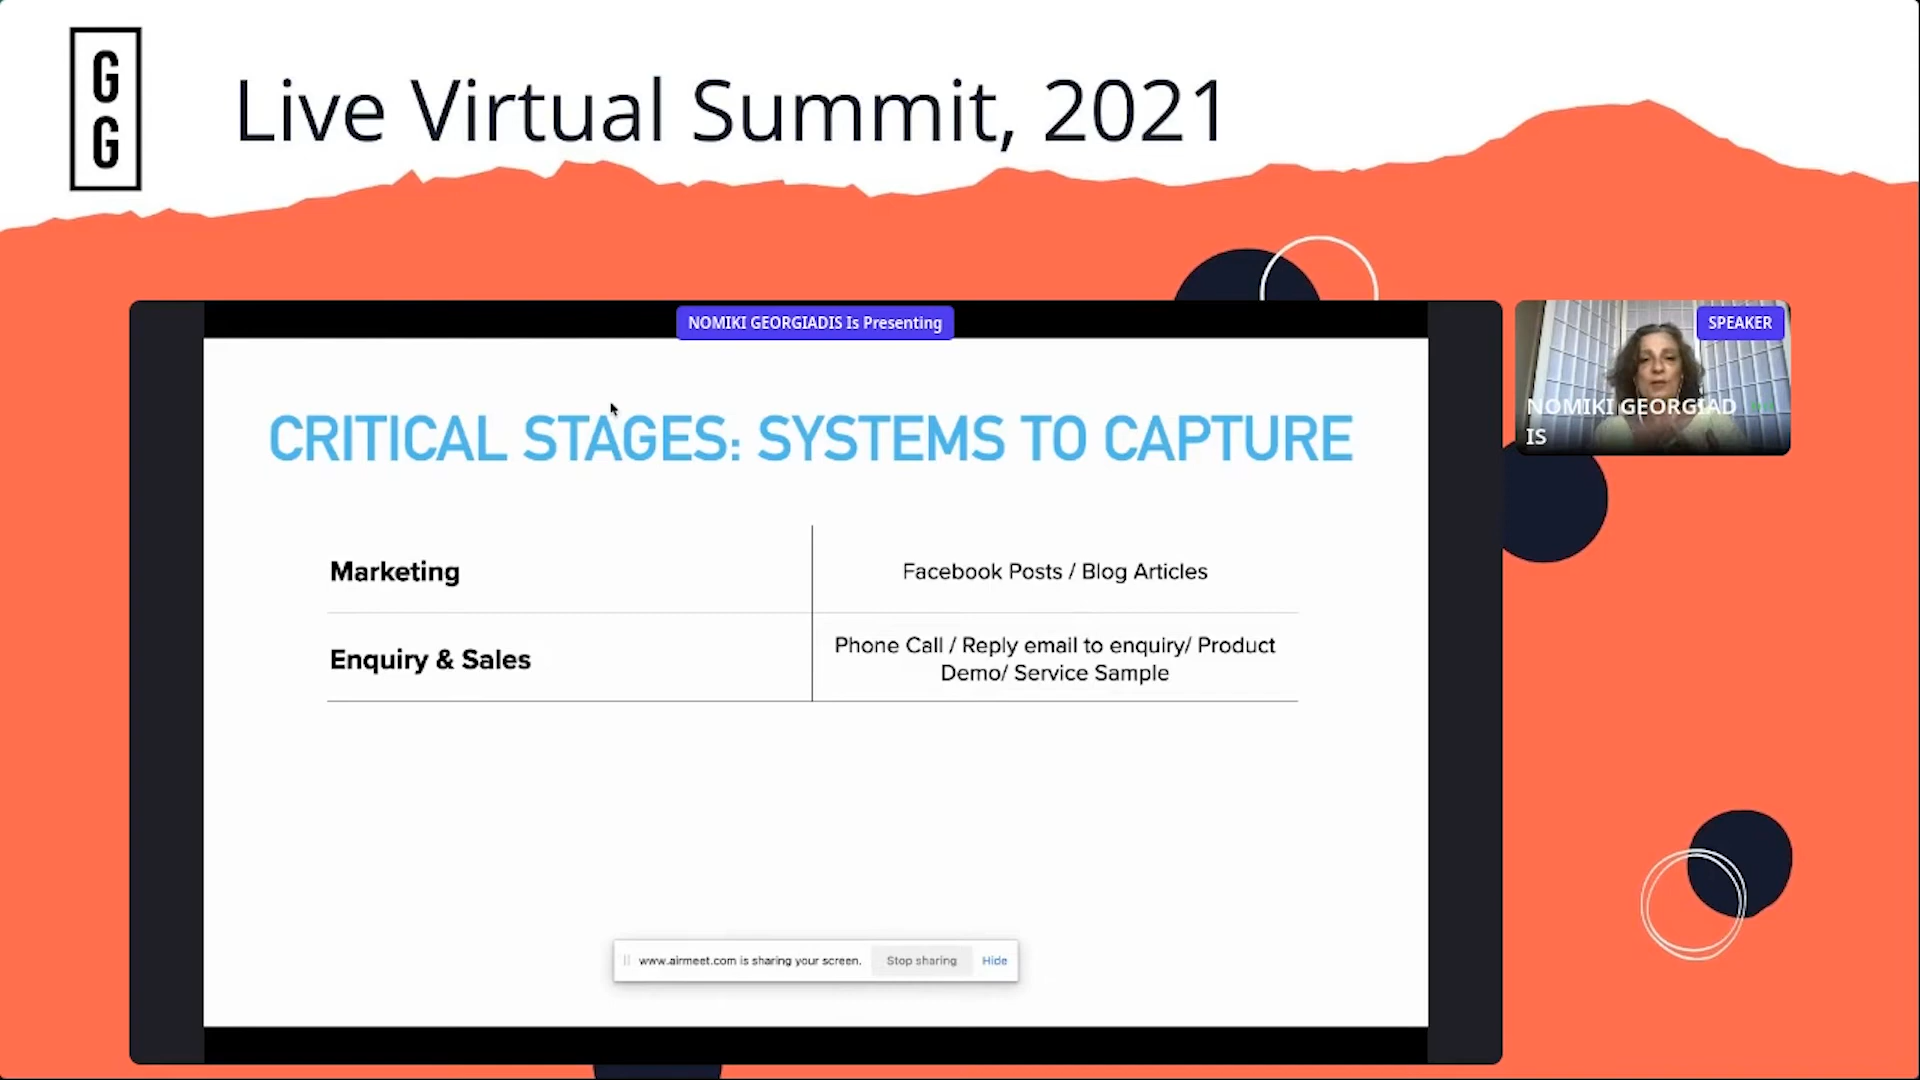 G
G
Live Virtual Summit, 2021
NOMIKI GEORGIADIS Is Presenting
SPEAKER
NOMIKI GEORGIAD
IS
CRITICAL STAGES: SYSTEMS TO CAPTURE
Marketing
Facebook Posts / Blog Articles
Enquiry & Sales
Phone Call / Reply email to enquiry/ Product
Demo/ Service Sample
www.airmeet.com is sharing your screen.
Stop sharing
Hide